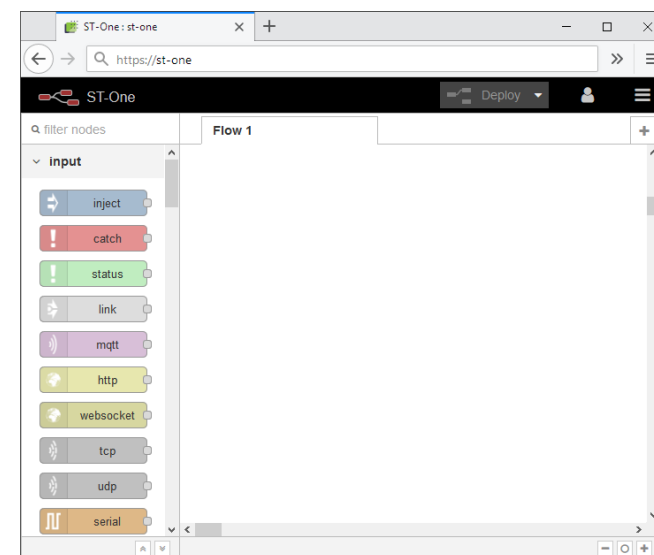 ST-One : st-one
https://st-one
ST-One
Deploy
filter nodes
Flow 1
input
inject
catch
status
link
mqtt
http
websocket
tcp
udp
serial